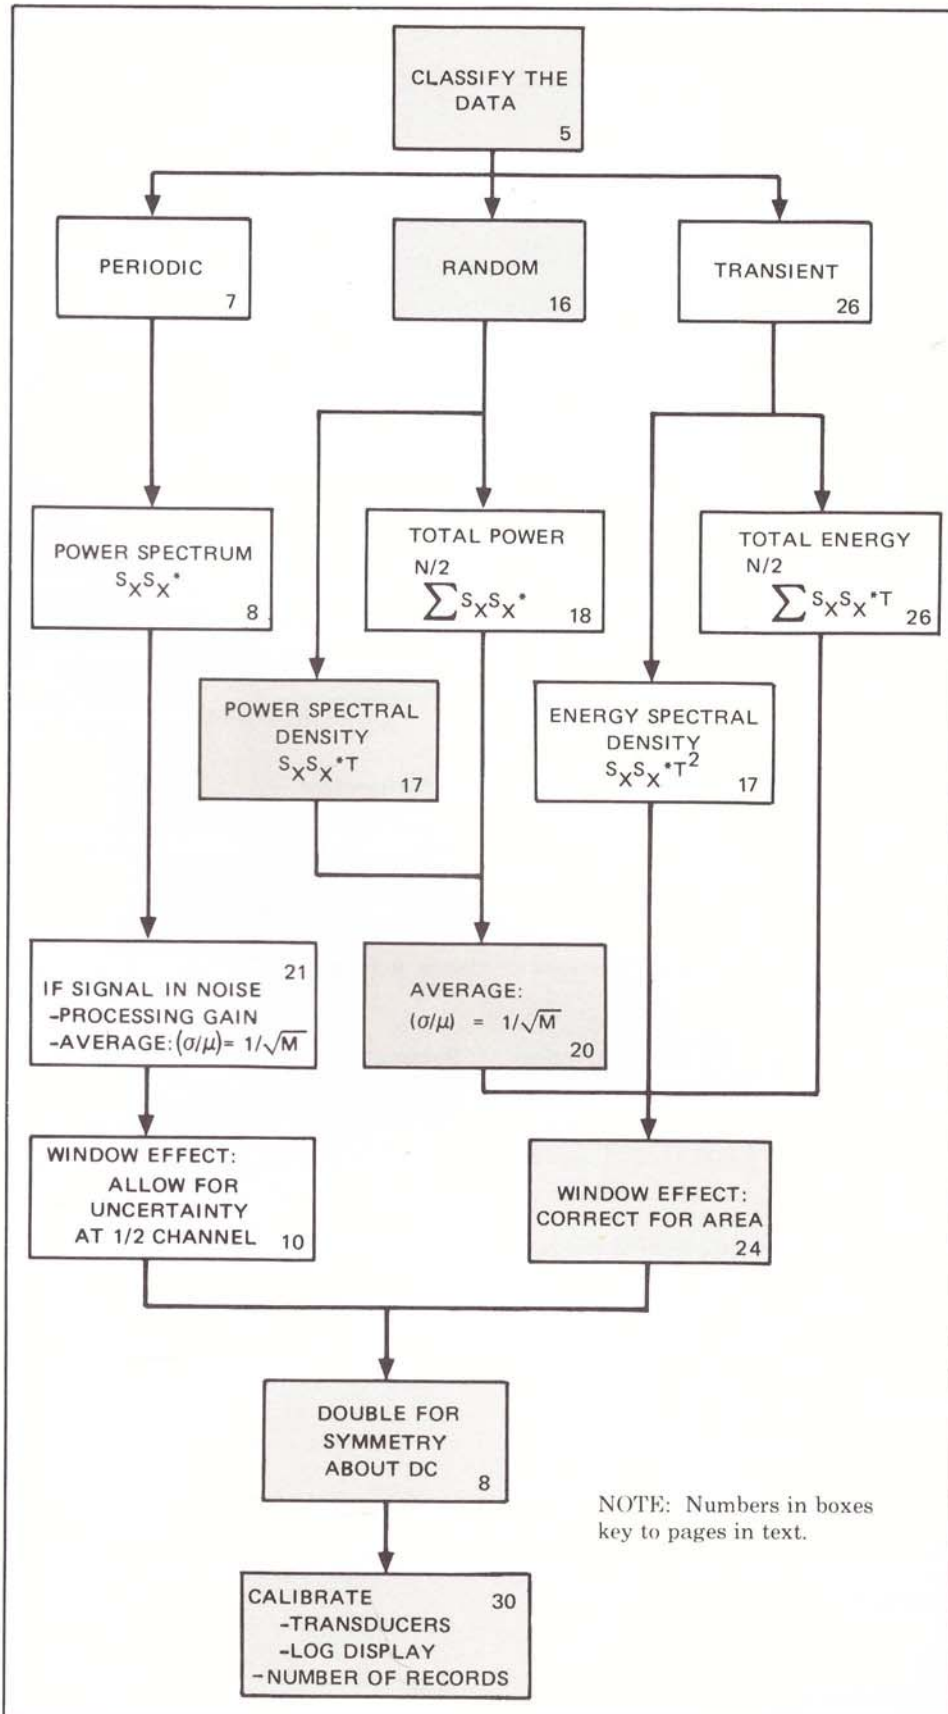 CLASSIFY THE
DATA
5
PERIODIC
7
RANDOM
16
TRANSIENT
26
POWER SPECTRUM
SxSx*
8
TOTAL POWER
N/2
∑ SxSx*
18
TOTAL ENERGY
N/2
∑ SxSx*T
26
POWER SPECTRAL
DENSITY
SxSx*T
17
ENERGY SPECTRAL
DENSITY
SxSx*T²
17
21
IF SIGNAL IN NOISE
-PROCESSING GAIN
-AVERAGE:(σ/μ)= 1/√M
AVERAGE:
(σ/μ) = 1/√M
20
WINDOW EFFECT:
ALLOW FOR
UNCERTAINTY
AT 1/2 CHANNEL
10
WINDOW EFFECT:
CORRECT FOR AREA
24
DOUBLE FOR
SYMMETRY
ABOUT DC
8
NOTE: Numbers in boxes
key to pages in text.
CALIBRATE 30
-TRANSDUCERS
-LOG DISPLAY
-NUMBER OF RECORDS